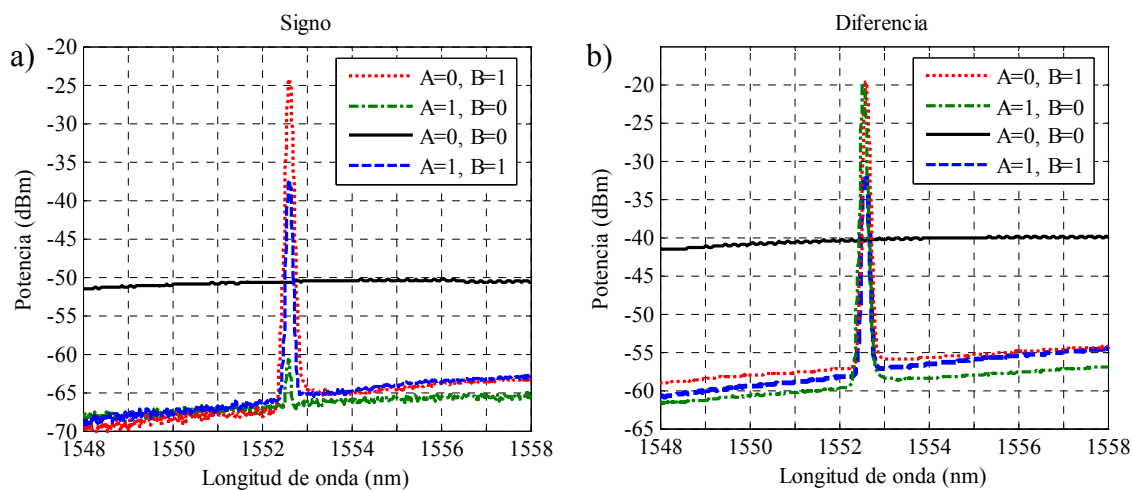 Signo
a)
-20
-25
-30
-35
-40
-45
-50
-55
-60
-65
-70
Potencia (dBm)
A=0, B=1
A=1, B=0
A=0, B=0
A=1, B=1
1548 1550 1552 1554 1556 1558
Longitud de onda (nm)
Diferencia
b)
-20
-25
-30
-35
-40
-45
-50
-55
-60
-65
Potencia (dBm)
A=0, B=1
A=1, B=0
A=0, B=0
A=1, B=1
1548 1550 1552 1554 1556 1558
Longitud de onda (nm)